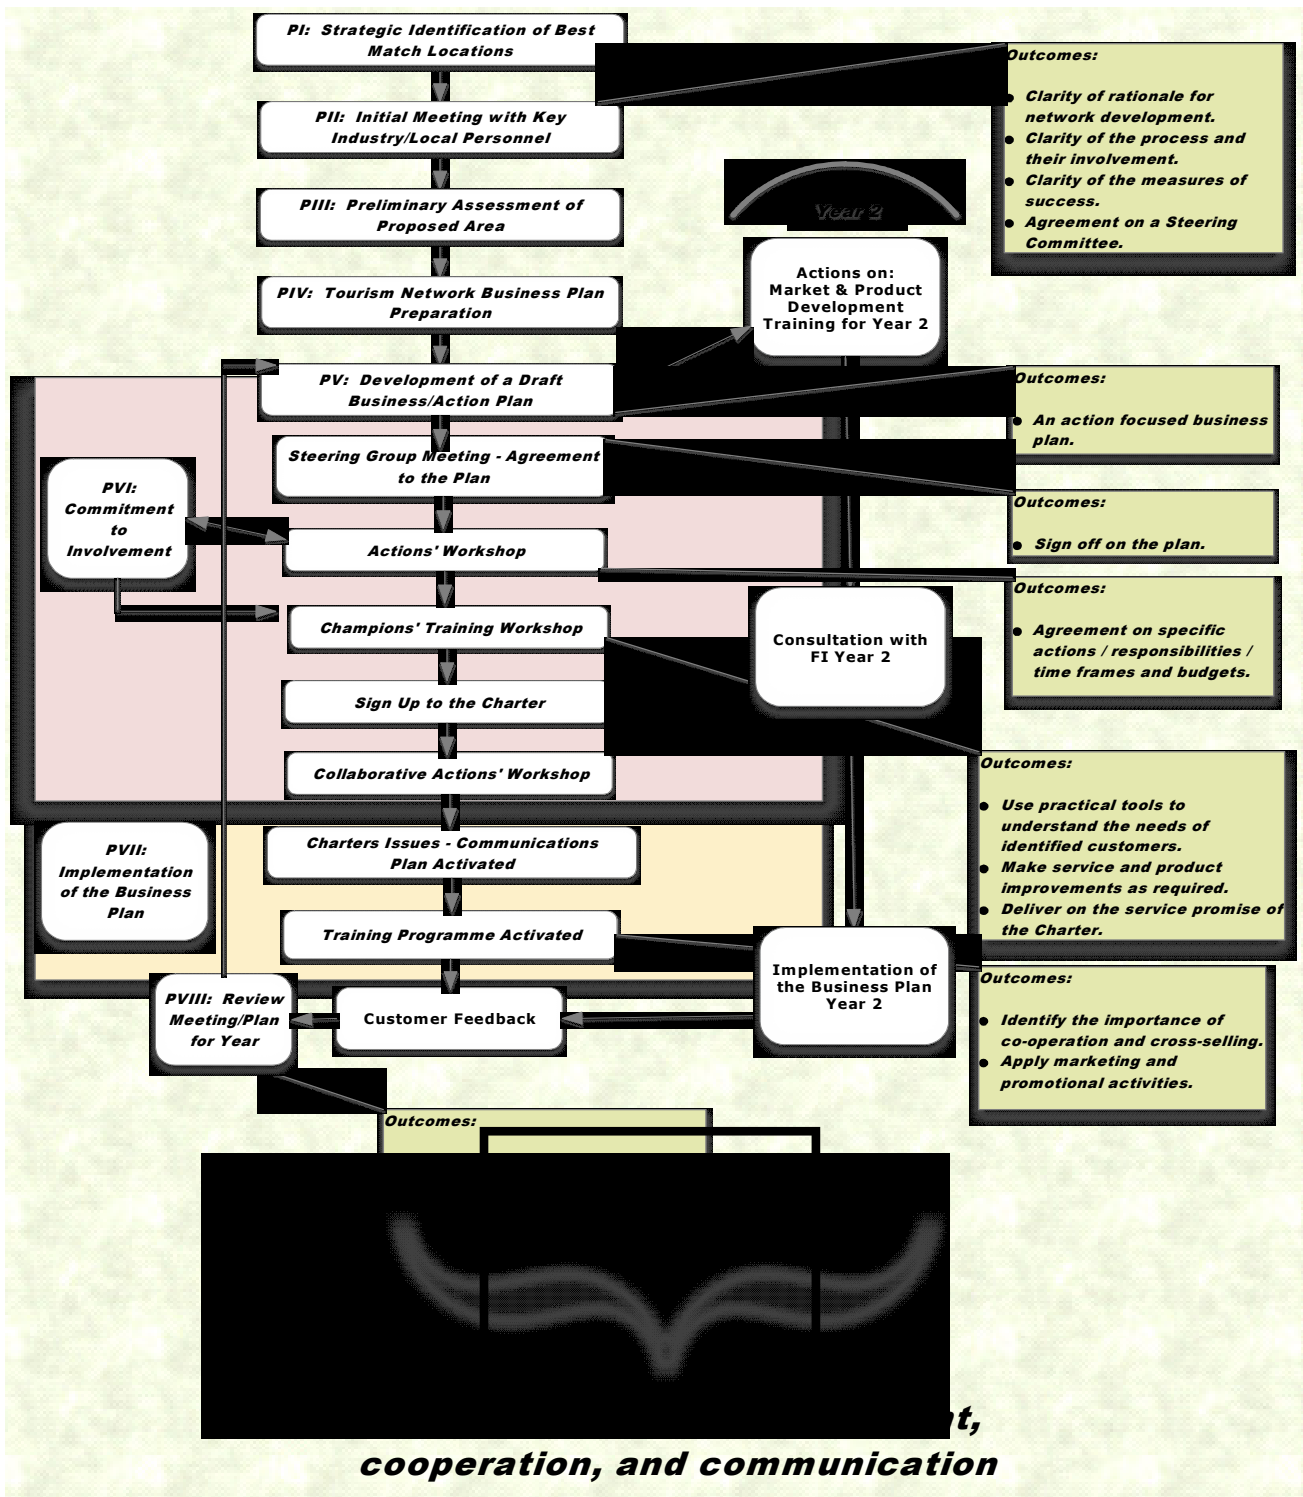 PI: Strategic Identification of Best
Match Locations
Outcomes:
● Clarity of rationale for
network development.
● Clarity of the process and
their involvement.
● Clarity of the measures of
success.
● Agreement on a Steering
Committee.
PII: Initial Meeting with Key
Industry/Local Personnel
PIII: Preliminary Assessment of
Proposed Area
Year 2
Actions on:
Market & Product
Development
Training for Year 2
PIV: Tourism Network Business Plan
Preparation
PV: Development of a Draft
Business/Action Plan
Outcomes:
● An action focused business
plan.
Steering Group Meeting - Agreement
to the Plan
Outcomes:
● Sign off on the plan.
PVI:
Commitment
to
Involvement
Actions' Workshop
Outcomes:
● Agreement on specific
actions / responsibilities /
time frames and budgets.
Champions' Training Workshop
Consultation with
FI Year 2
Sign Up to the Charter
Collaborative Actions' Workshop
Outcomes:
● Use practical tools to
understand the needs of
identified customers.
● Make service and product
improvements as required.
● Deliver on the service promise of
the Charter.
Charters Issues - Communications
Plan Activated
PVII:
Implementation
of the Business
Plan
Training Programme Activated
Implementation of
the Business Plan
Year 2
Outcomes:
● Identify the importance of
co-operation and cross-selling.
● Apply marketing and
promotional activities.
PVIII: Review
Meeting/Plan
for Year
Customer Feedback
Outcomes:
cooperation, and communication